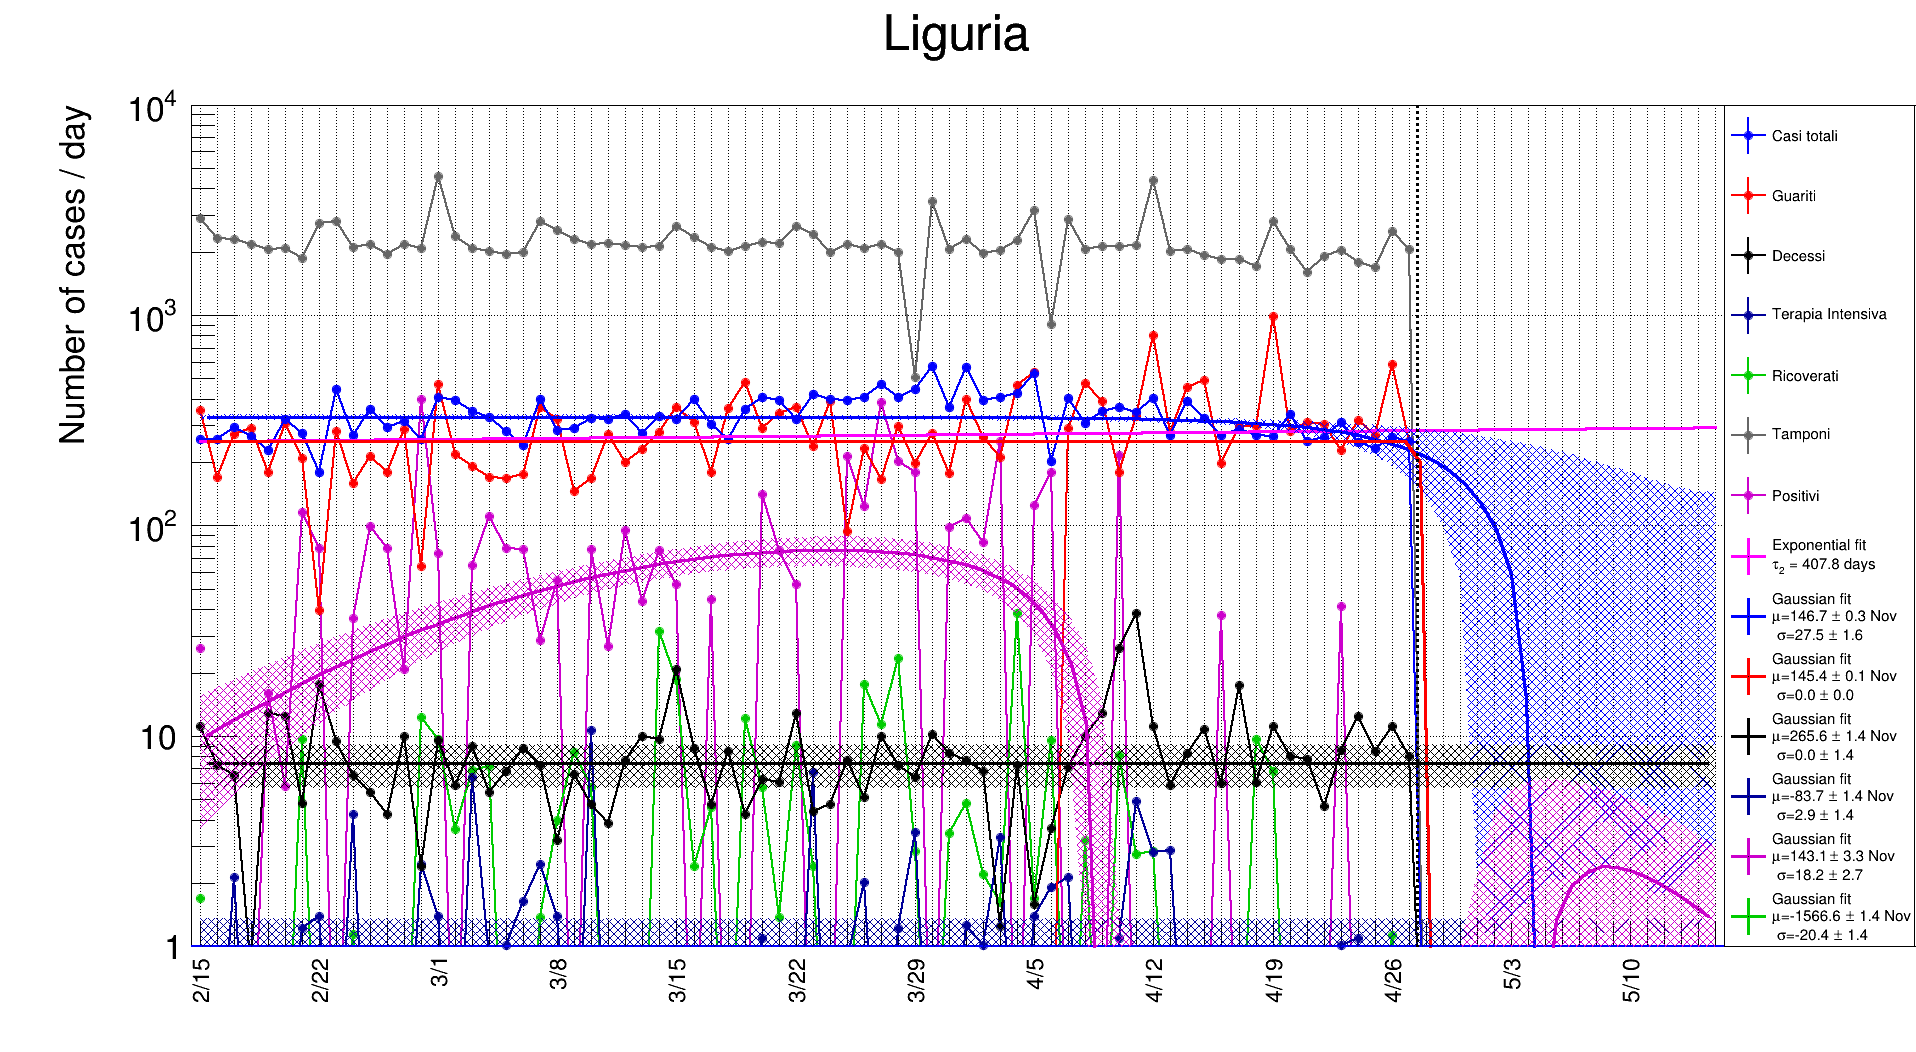 Liguria
Number of cases / day
10^4
10^3
10^2
10
1
2/15
2/22
3/1
3/8
3/15
3/22
3/29
4/5
4/12
4/19
4/26
5/3
5/10
Casi totali
Guariti
Decessi
Terapia Intensiva
Ricoverati
Tamponi
Positivi
Exponential fit
τ₂ = 407.8 days
Gaussian fit
μ=146.7 ± 0.3 Nov
σ=27.5 ± 1.6
Gaussian fit
μ=145.4 ± 0.1 Nov
σ=0.0 ± 0.0
Gaussian fit
μ=265.6 ± 1.4 Nov
σ=0.0 ± 1.4
Gaussian fit
μ=-83.7 ± 1.4 Nov
σ=2.9 ± 1.4
Gaussian fit
μ=143.1 ± 3.3 Nov
σ=18.2 ± 2.7
Gaussian fit
μ=-1566.6 ± 1.4 Nov
σ=-20.4 ± 1.4